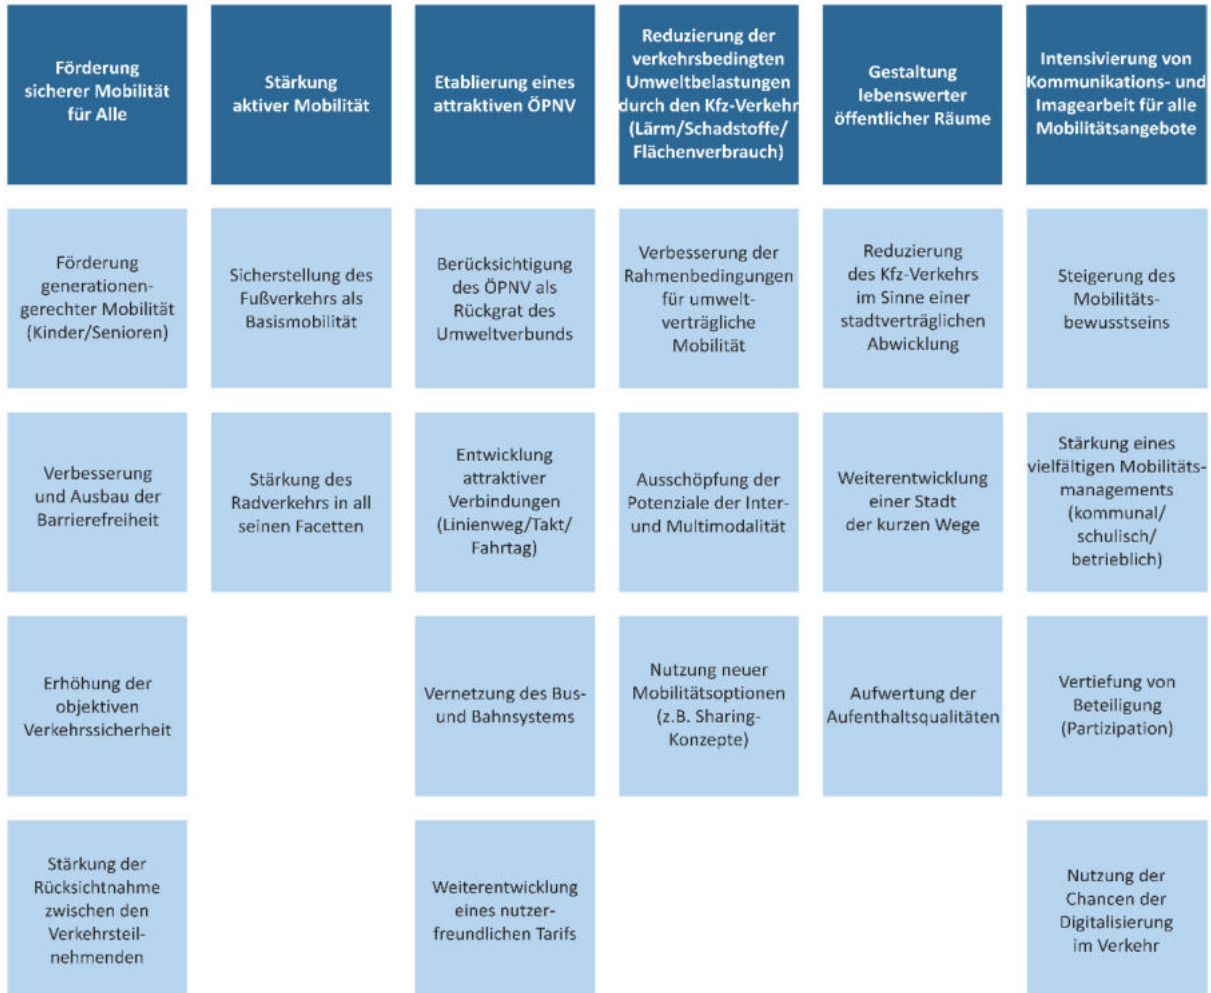 Förderung
sicherer Mobilität
für Alle
Stärkung
aktiver Mobilität
Etablierung eines
attraktiven ÖPNV
Reduzierung der
verkehrsbedingten
Umweltbelastungen
durch den Kfz-Verkehr
(Lärm/Schadstoffe/
Flächenverbrauch)
Gestaltung
lebenswerter
öffentlicher Räume
Intensivierung von
Kommunikations- und
Imagearbeit für alle
Mobilitätsangebote
Förderung
generationen-
gerechter Mobilität
(Kinder/Senioren)
Sicherstellung des
Fußverkehrs als
Basismobilität
Berücksichtigung
des ÖPNV als
Rückgrat des
Umweltverbunds
Verbesserung der
Rahmenbedingungen
für umwelt-
verträgliche
Mobilität
Reduzierung
des Kfz-Verkehrs
im Sinne einer
stadtverträglichen
Abwicklung
Steigerung des
Mobilitäts-
bewusstseins
Verbesserung
und Ausbau der
Barrierefreiheit
Stärkung des
Radverkehrs in all
seinen Facetten
Entwicklung
attraktiver
Verbindungen
(Linienweg/Takt/
Fahrtag)
Ausschöpfung der
Potenziale der Inter-
und Multimodalität
Weiterentwicklung
einer Stadt
der kurzen Wege
Stärkung eines
vielfältigen Mobilitäts-
managements
(kommunal/
schulisch/
betrieblich)
Erhöhung der
objektiven
Verkehrssicherheit
Vernetzung des Bus-
und Bahnsystems
Nutzung neuer
Mobilitätsoptionen
(z.B. Sharing-
Konzepte)
Aufwertung der
Aufenthaltsqualitäten
Vertiefung von
Beteiligung
(Partizipation)
Stärkung der
Rücksichtnahme
zwischen den
Verkehrsteil-
nehmenden
Weiterentwicklung
eines nutzer-
freundlichen Tarifs
Nutzung der
Chancen der
Digitalisierung
im Verkehr